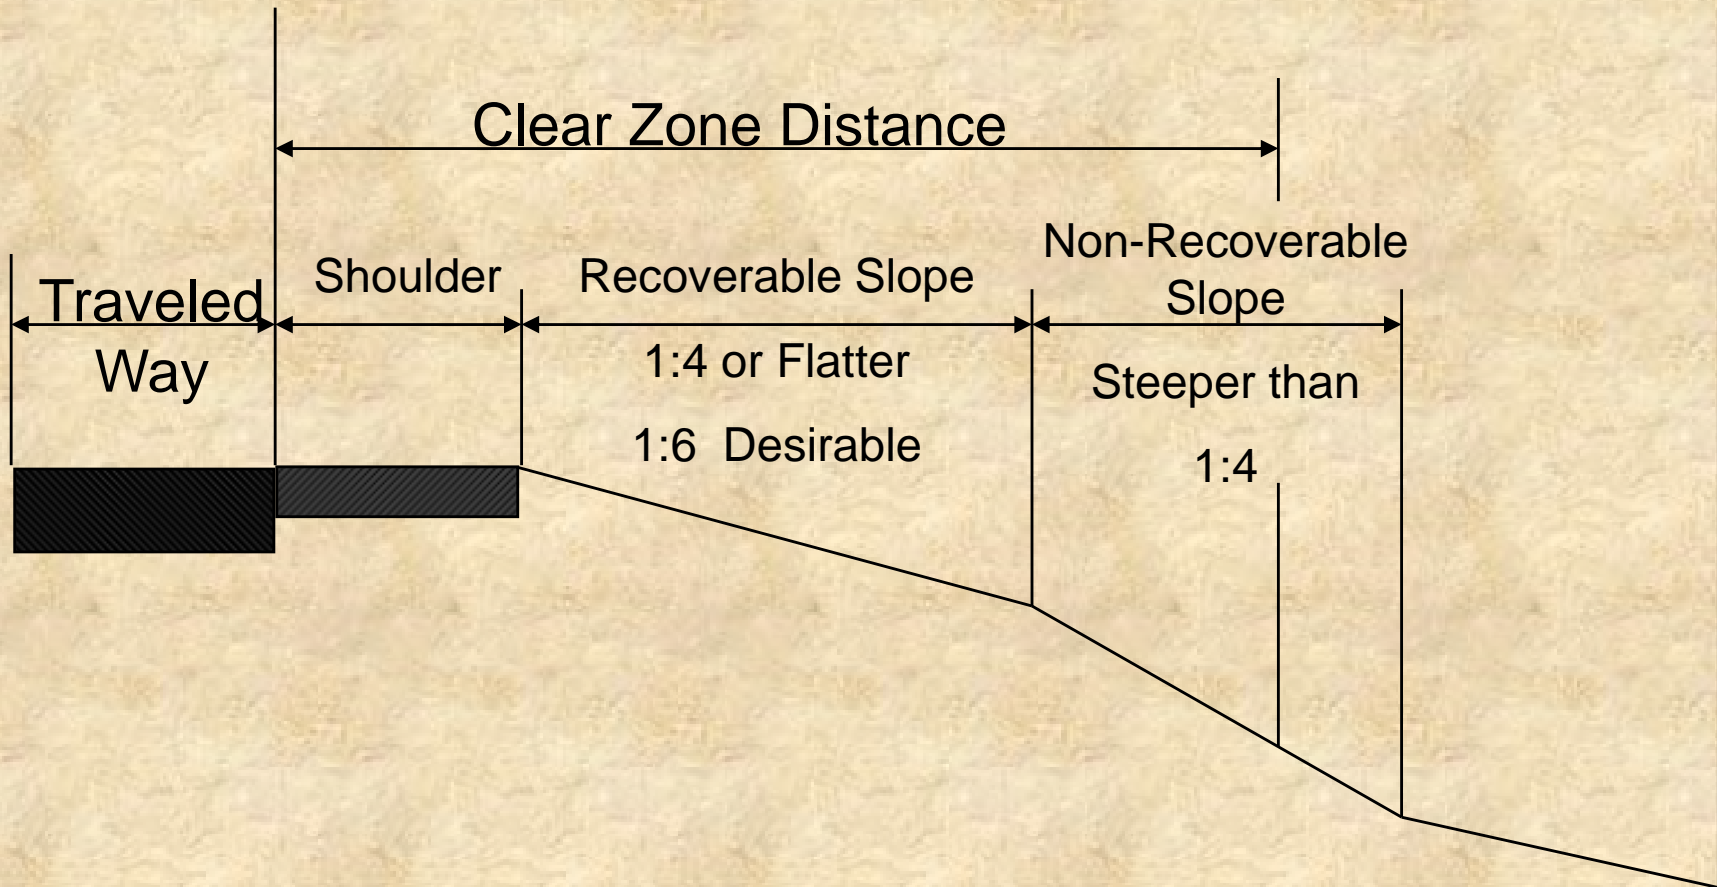 Clear Zone Distance
Traveled
Way
Shoulder
Recoverable Slope
1:4 or Flatter
1:6 Desirable
Non-Recoverable
Slope
Steeper than
1:4